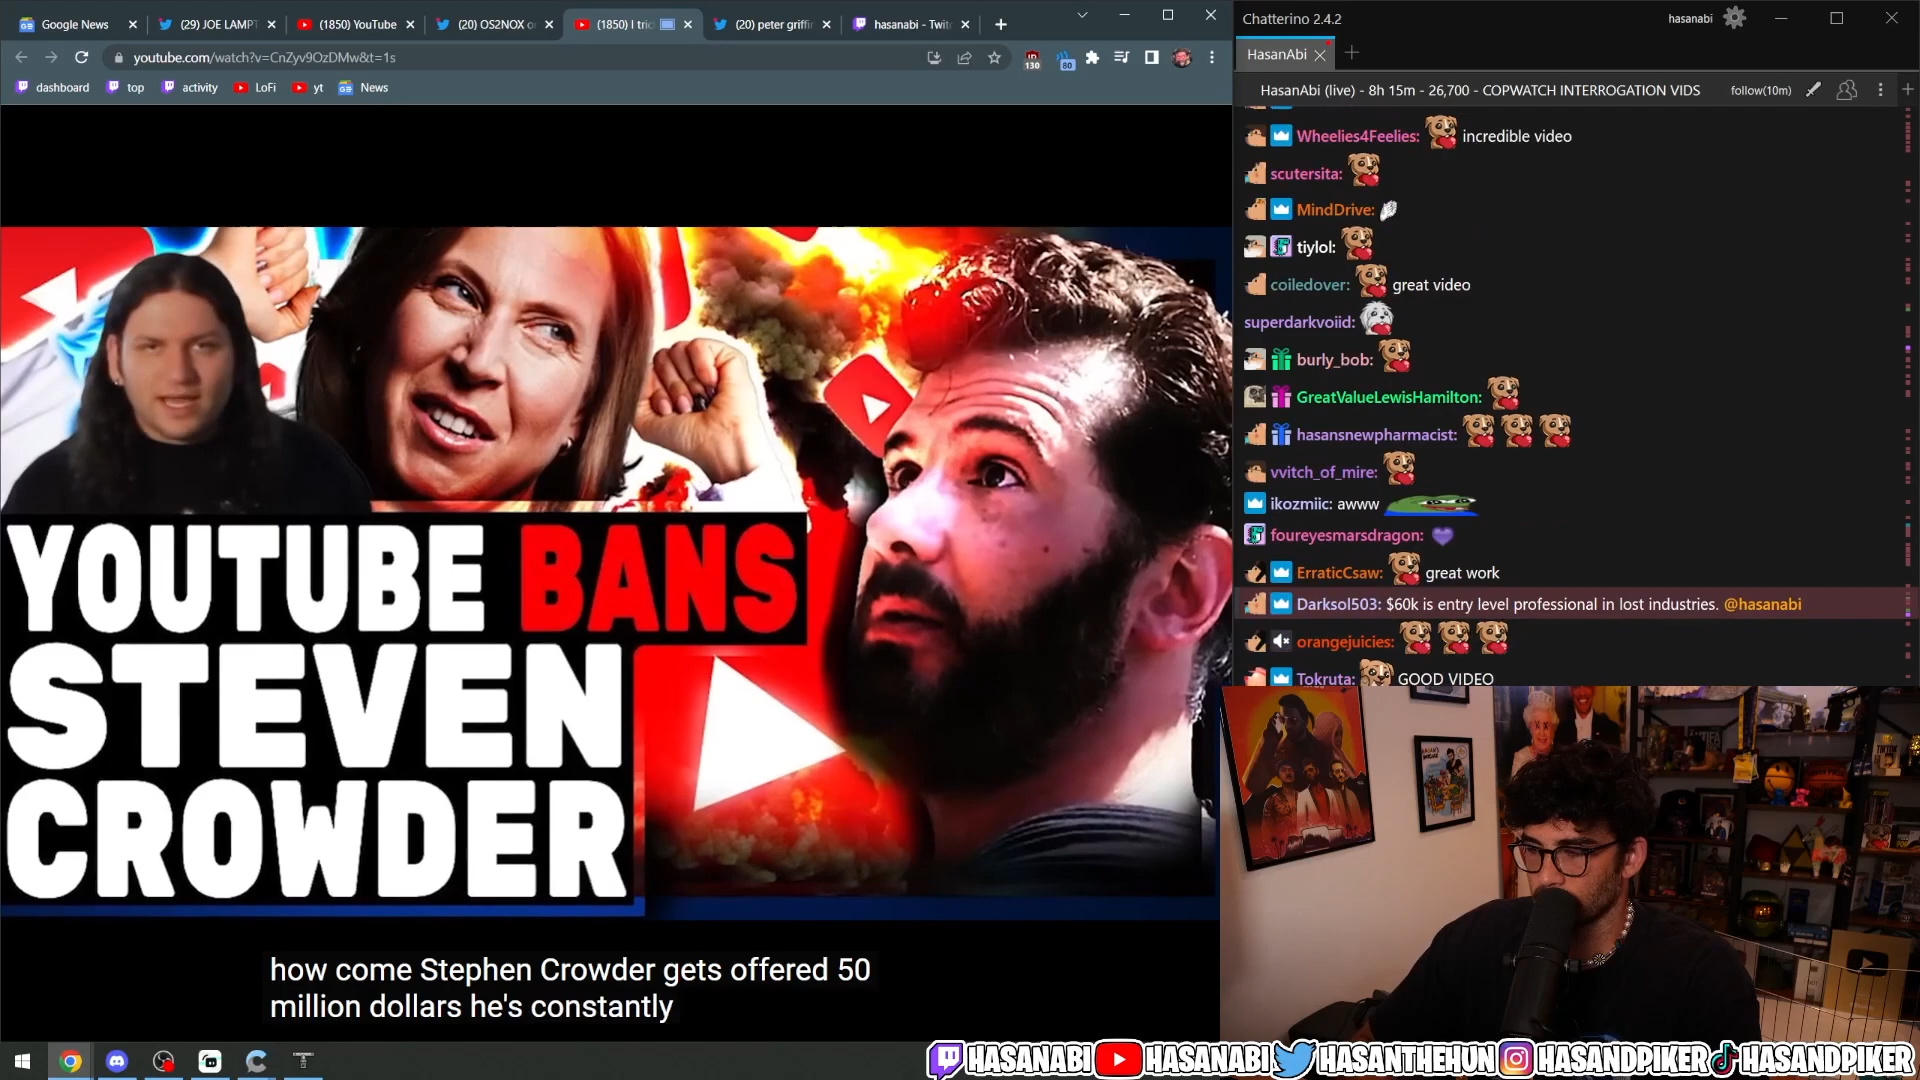 Google News
(29) JOE LAMPT
(1850) YouTube
(20) OS2NOX o
(1850) I tric
(20) peter griffin
hasanabi - Twit
youtube.com/watch?v=CnZyv9OzDMw&t=1s
130
80
dashboard
top
activity
LoFi
yt
News
YOUTUBE BANS
STEVEN
CROWDER
how come Stephen Crowder gets offered 50
million dollars he's constantly
Chatterino 2.4.2
hasanabi
HasanAbi
HasanAbi (live) - 8h 15m - 26,700 - COPWATCH INTERROGATION VIDS
follow(10m)
Wheelies4Feelies: incredible video
scutersita:
MindDrive:
tiylol:
coiledover: great video
superdarkvoiid:
burly_bob:
GreatValueLewisHamilton:
hasansnewpharmacist:
vvitch_of_mire:
ikozmiic: awww
foureyesmarsdragon:
ErraticCsaw: great work
Darksol503: $60k is entry level professional in lost industries. @hasanabi
orangejuicies:
Tokruta: GOOD VIDEO
HASANABI HASANABI HASANTHEHUN HASANDPIKER HASANDPIKER